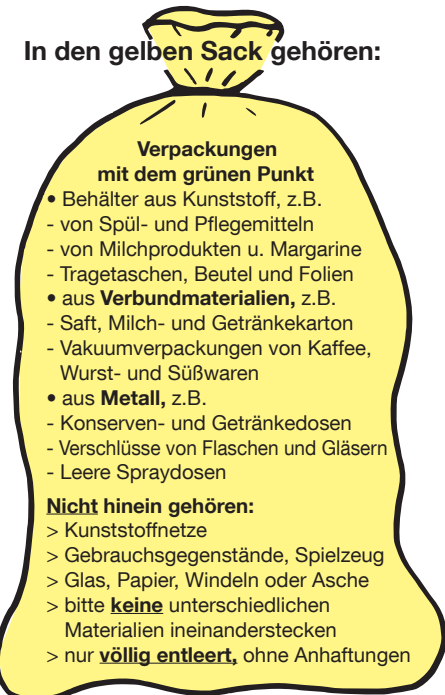 In den gelben Sack gehören:
Verpackungen
mit dem grünen Punkt
• Behälter aus Kunststoff, z.B.
- von Spül- und Pflegemitteln
- von Milchprodukten u. Margarine
- Tragetaschen, Beutel und Folien
• aus Verbundmaterialien, z.B.
- Saft, Milch- und Getränkekarton
- Vakuumverpackungen von Kaffee,
Wurst- und Süßwaren
• aus Metall, z.B.
- Konserven- und Getränkedosen
- Verschlüsse von Flaschen und Gläsern
- Leere Spraydosen
Nicht hinein gehören:
> Kunststoffnetze
> Gebrauchsgegenstände, Spielzeug
> Glas, Papier, Windeln oder Asche
> bitte keine unterschiedlichen
Materialien ineinanderstecken
> nur völlig entleert, ohne Anhaftungen